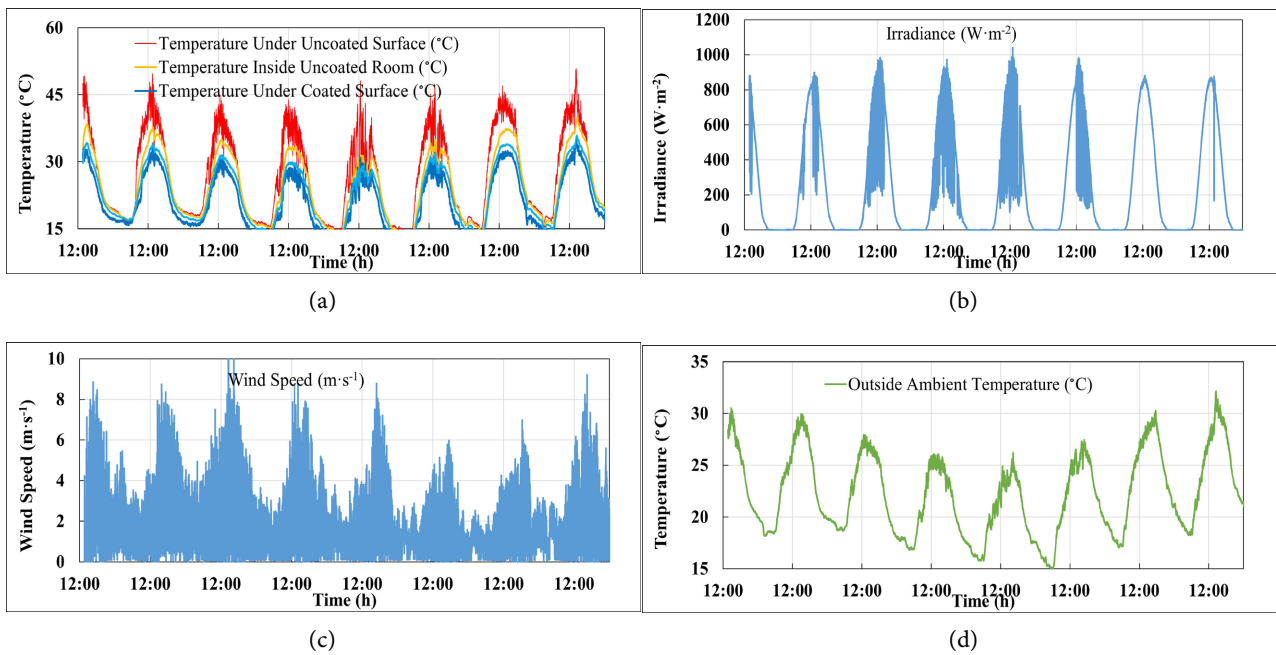 60
45
30
15
Temperature (°C)
Temperature Under Uncoated Surface (°C)
Temperature Inside Uncoated Room (°C)
Temperature Under Coated Surface (°C)
12:00 12:00 12:00 12:00 12:00 12:00 12:00 12:00
Time (h)
(a)
1200
1000
800
600
400
200
0
Irradiance (W·m-2)
Irradiance (W·m-2)
12:00 12:00 12:00 12:00 12:00 12:00 12:00 12:00
Time (h)
(b)
10
8
6
4
2
0
Wind Speed (m·s-1)
Wind Speed (m·s-1)
12:00 12:00 12:00 12:00 12:00 12:00 12:00 12:00
Time (h)
(c)
35
30
25
20
15
Temperature (°C)
Outside Ambient Temperature (°C)
12:00 12:00 12:00 12:00 12:00 12:00 12:00 12:00
Time (h)
(d)